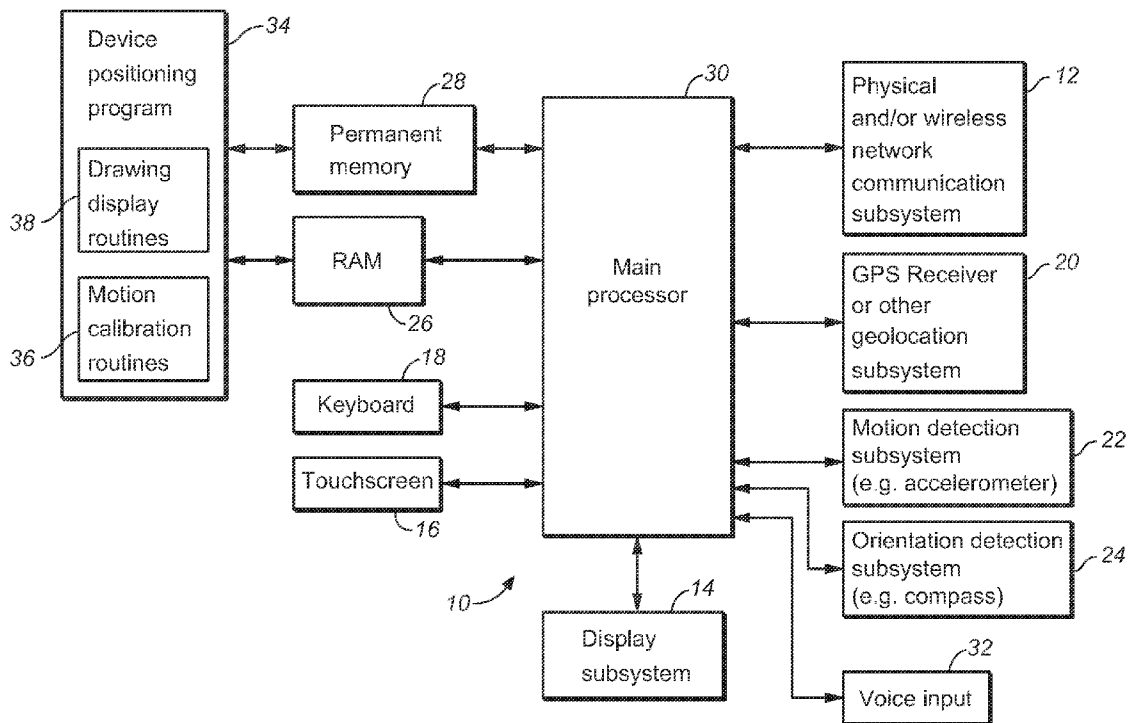 Device
positioning
program
34
Drawing
display
routines
38
Motion
calibration
routines
36
28
Permanent
memory
RAM
26
18
Keyboard
Touchscreen
16
30
Main
processor
10
14
Display
subsystem
Physical
and/or wireless
network
communication
subsystem
12
GPS Receiver
or other
geolocation
subsystem
20
Motion detection
subsystem
(e.g. accelerometer)
22
Orientation detection
subsystem
(e.g. compass)
24
32
Voice input